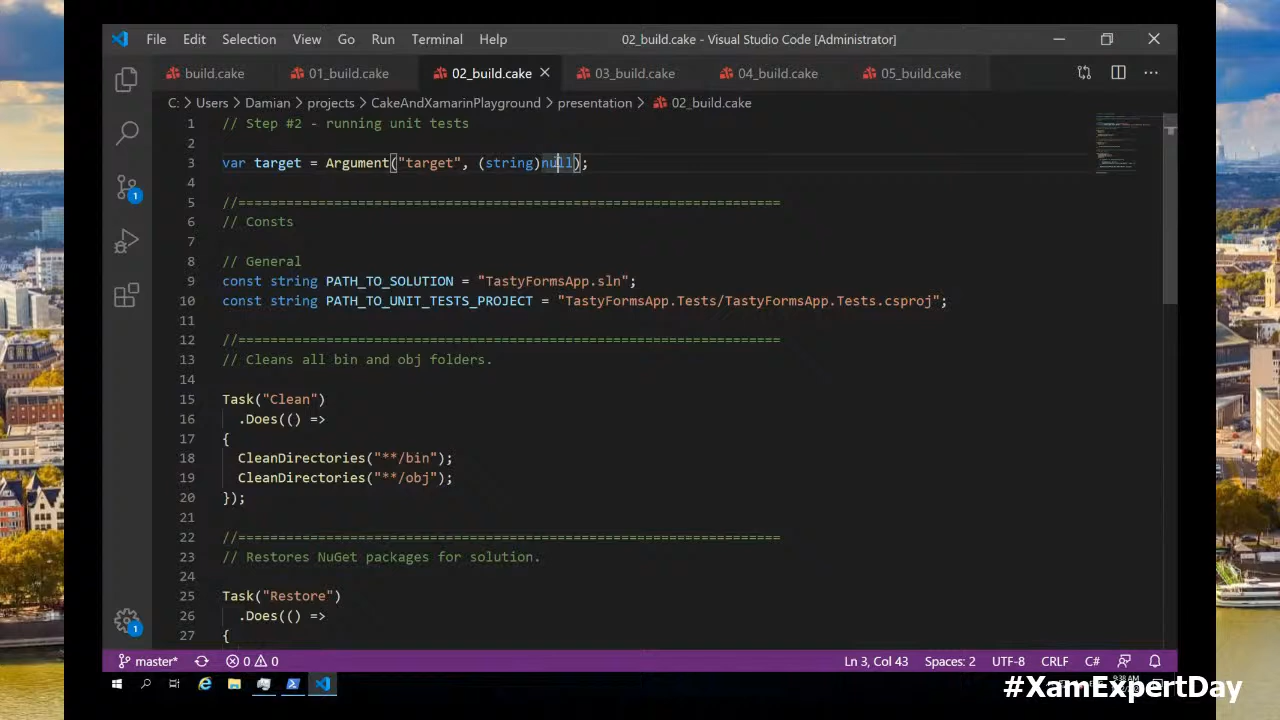 File Edit Selection View Go Run Terminal Help 02_build.cake - Visual Studio Code [Administrator]
build.cake 01_build.cake 02_build.cake 03_build.cake 04_build.cake 05_build.cake
C: > Users > Damian > projects > CakeAndXamarinPlayground > presentation > 02_build.cake
1 // Step #2 - running unit tests
2
3 var target = Argument("target", (string)null);
4
5 //====================================================================
6 // Consts
7
8 // General
9 const string PATH_TO_SOLUTION = "TastyFormsApp.sln";
10 const string PATH_TO_UNIT_TESTS_PROJECT = "TastyFormsApp.Tests/TastyFormsApp.Tests.csproj";
11
12 //====================================================================
13 // Cleans all bin and obj folders.
14
15 Task("Clean")
16 .Does(() =>
17 {
18 CleanDirectories("**/bin");
19 CleanDirectories("**/obj");
20 });
21
22 //====================================================================
23 // Restores NuGet packages for solution.
24
25 Task("Restore")
26 .Does(() =>
27 {
1
1
master* 0 0 Ln 3, Col 43 Spaces: 2 UTF-8 CRLF C#
9:38 AM
#XamExpertDay